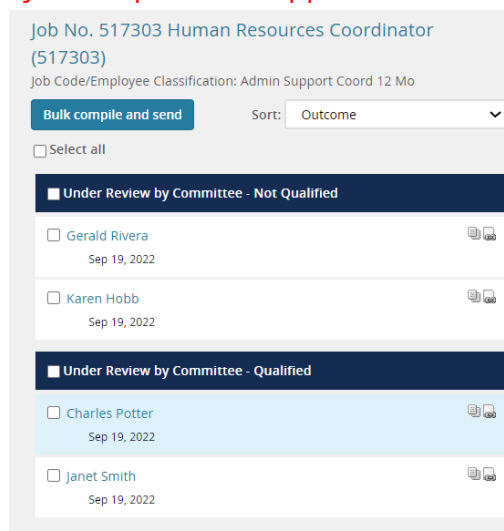 Job No. 517303 Human Resources Coordinator
(517303)
Job Code/Employee Classification: Admin Support Coord 12 Mo
Bulk compile and send
Sort: Outcome
Select all
Under Review by Committee - Not Qualified
Gerald Rivera
Sep 19, 2022
Karen Hobb
Sep 19, 2022
Under Review by Committee - Qualified
Charles Potter
Sep 19, 2022
Janet Smith
Sep 19, 2022